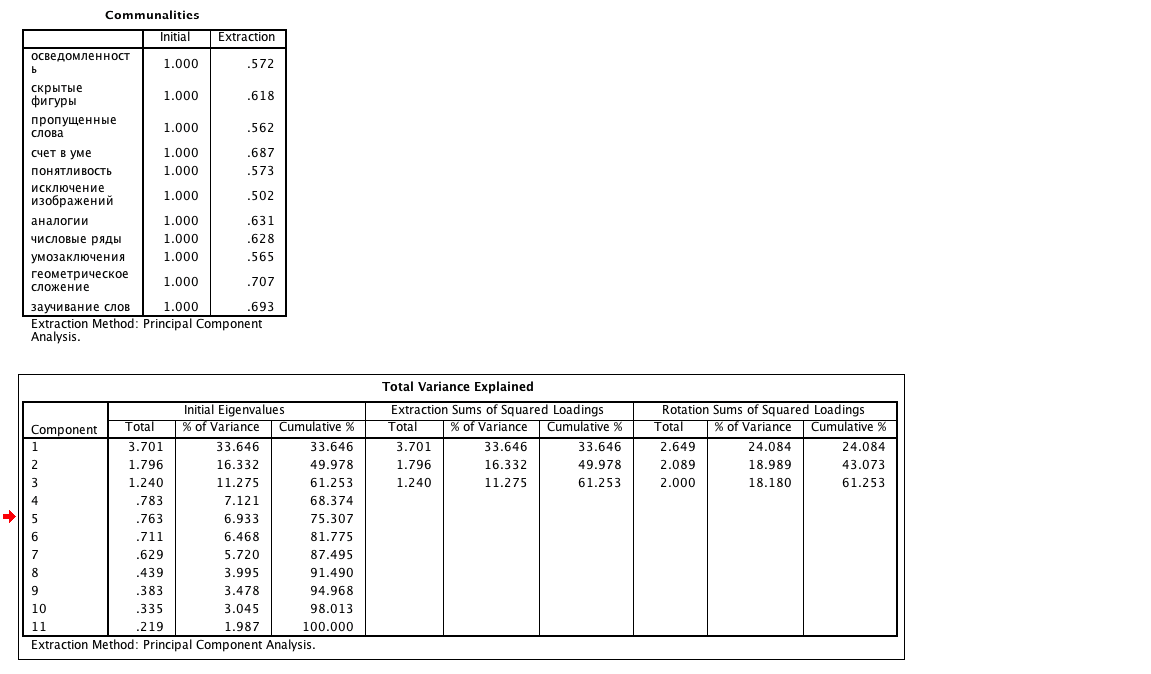 Communalities
Initial Extraction
осведомленност
ь 1.000 .572
скрытые
фигуры 1.000 .618
пропущенные
слова 1.000 .562
счет в уме 1.000 .687
понятливость 1.000 .573
исключение
изображений 1.000 .502
аналогии 1.000 .631
числовые ряды 1.000 .628
умозаключения 1.000 .565
геометрическое
сложение 1.000 .707
заучивание слов 1.000 .693
Extraction Method: Principal Component
Analysis.
Total Variance Explained
Initial Eigenvalues Extraction Sums of Squared Loadings Rotation Sums of Squared Loadings
Component Total % of Variance Cumulative % Total % of Variance Cumulative % Total % of Variance Cumulative %
1 3.701 33.646 33.646 3.701 33.646 33.646 2.649 24.084 24.084
2 1.796 16.332 49.978 1.796 16.332 49.978 2.089 18.989 43.073
3 1.240 11.275 61.253 1.240 11.275 61.253 2.000 18.180 61.253
4 .783 7.121 68.374
5 .763 6.933 75.307
6 .711 6.468 81.775
7 .629 5.720 87.495
8 .439 3.995 91.490
9 .383 3.478 94.968
10 .335 3.045 98.013
11 .219 1.987 100.000
Extraction Method: Principal Component Analysis.